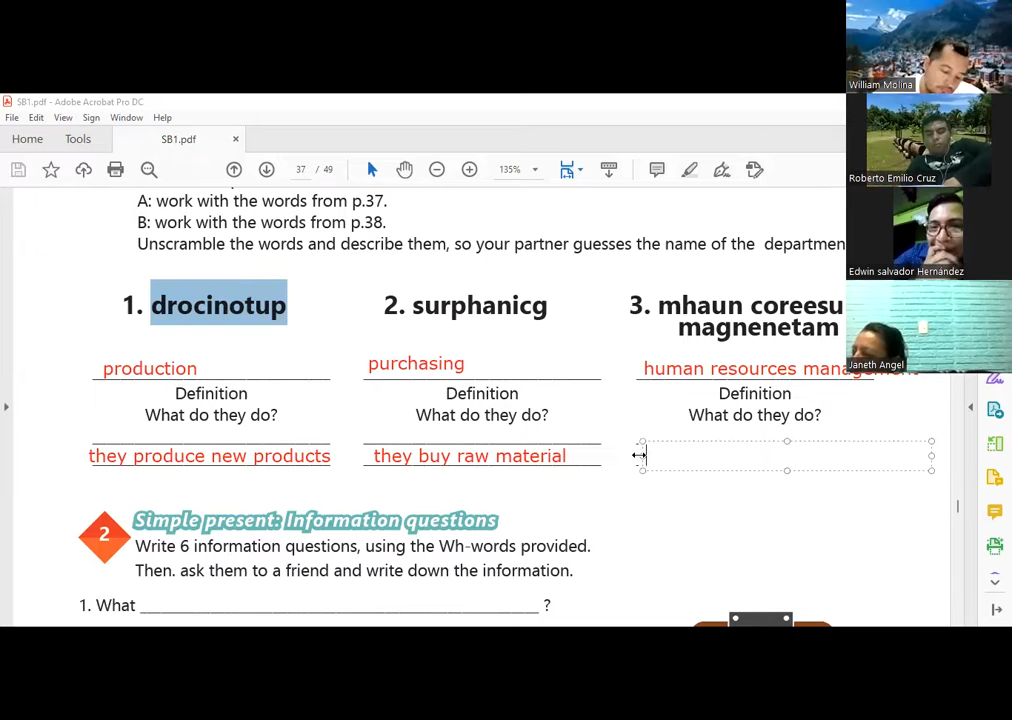 SB1.pdf - Adobe Acrobat Pro DC
File Edit View Sign Window Help
Home Tools SB1.pdf ×
37 / 49 135%
A: work with the words from p.37.
B: work with the words from p.38.
Unscramble the words and describe them, so your partner guesses the name of the departmen
1. drocinotup 2. surphanicg 3. mhaun coreesu
magnenetam
production purchasing human resources management
Definition Definition Definition
What do they do? What do they do? What do they do?
they produce new products they buy raw material
2 Simple present: Information questions
Write 6 information questions, using the Wh-words provided.
Then. ask them to a friend and write down the information.
1. What ?
William Molina
Roberto Emilio Cruz
Edwin salvador Hernández
Janeth Angel